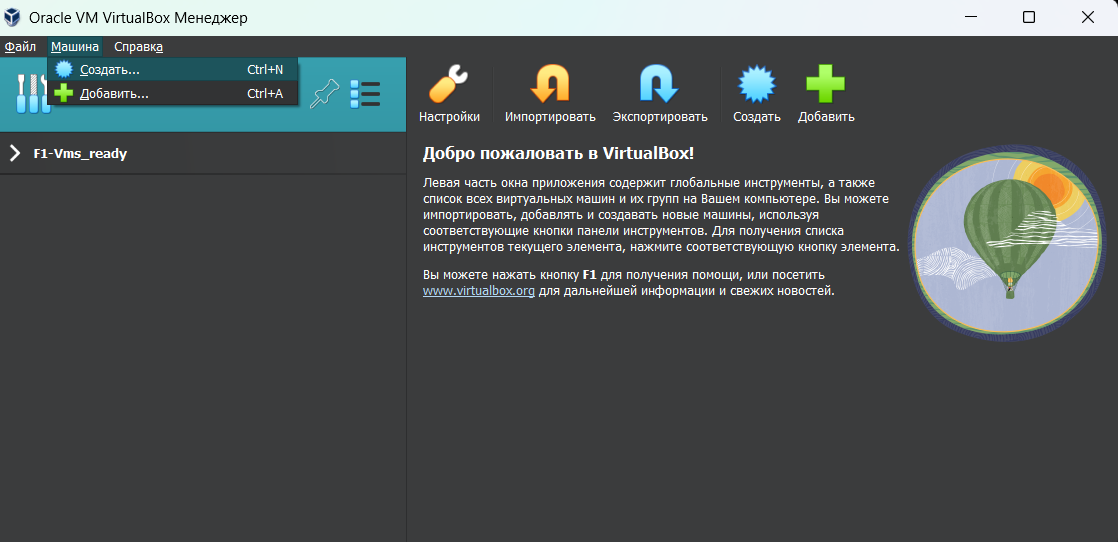 Oracle VM VirtualBox Менеджер
Файл Машина Справка
Создать... Ctrl+N
Добавить... Ctrl+A
F1-Vms_ready
Настройки Импортировать Экспортировать Создать Добавить
Добро пожаловать в VirtualBox!
Левая часть окна приложения содержит глобальные инструменты, а также
список всех виртуальных машин и их групп на Вашем компьютере. Вы можете
импортировать, добавлять и создавать новые машины, используя
соответствующие кнопки панели инструментов. Для получения списка
инструментов текущего элемента, нажмите соответствующую кнопку элемента.
Вы можете нажать кнопку F1 для получения помощи, или посетить
www.virtualbox.org для дальнейшей информации и свежих новостей.